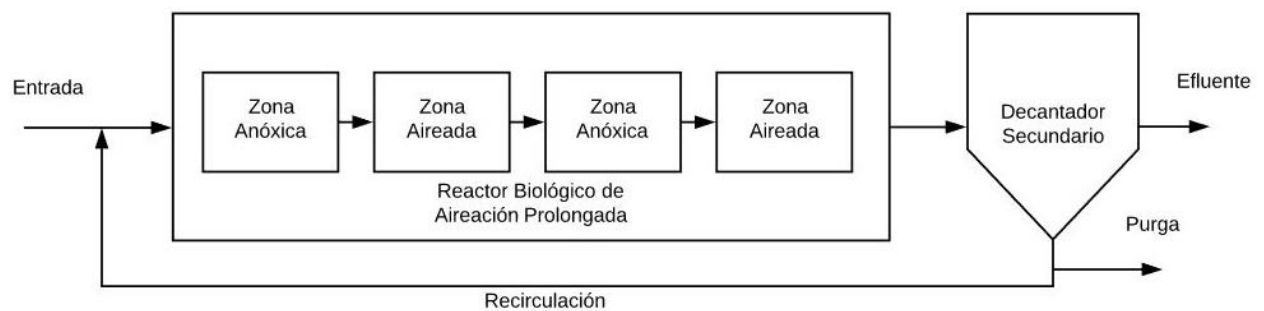 Entrada
Zona
Anóxica
Zona
Aireada
Zona
Anóxica
Zona
Aireada
Reactor Biológico de
Aireación Prolongada
Decantador
Secundario
Efluente
Purga
Recirculación